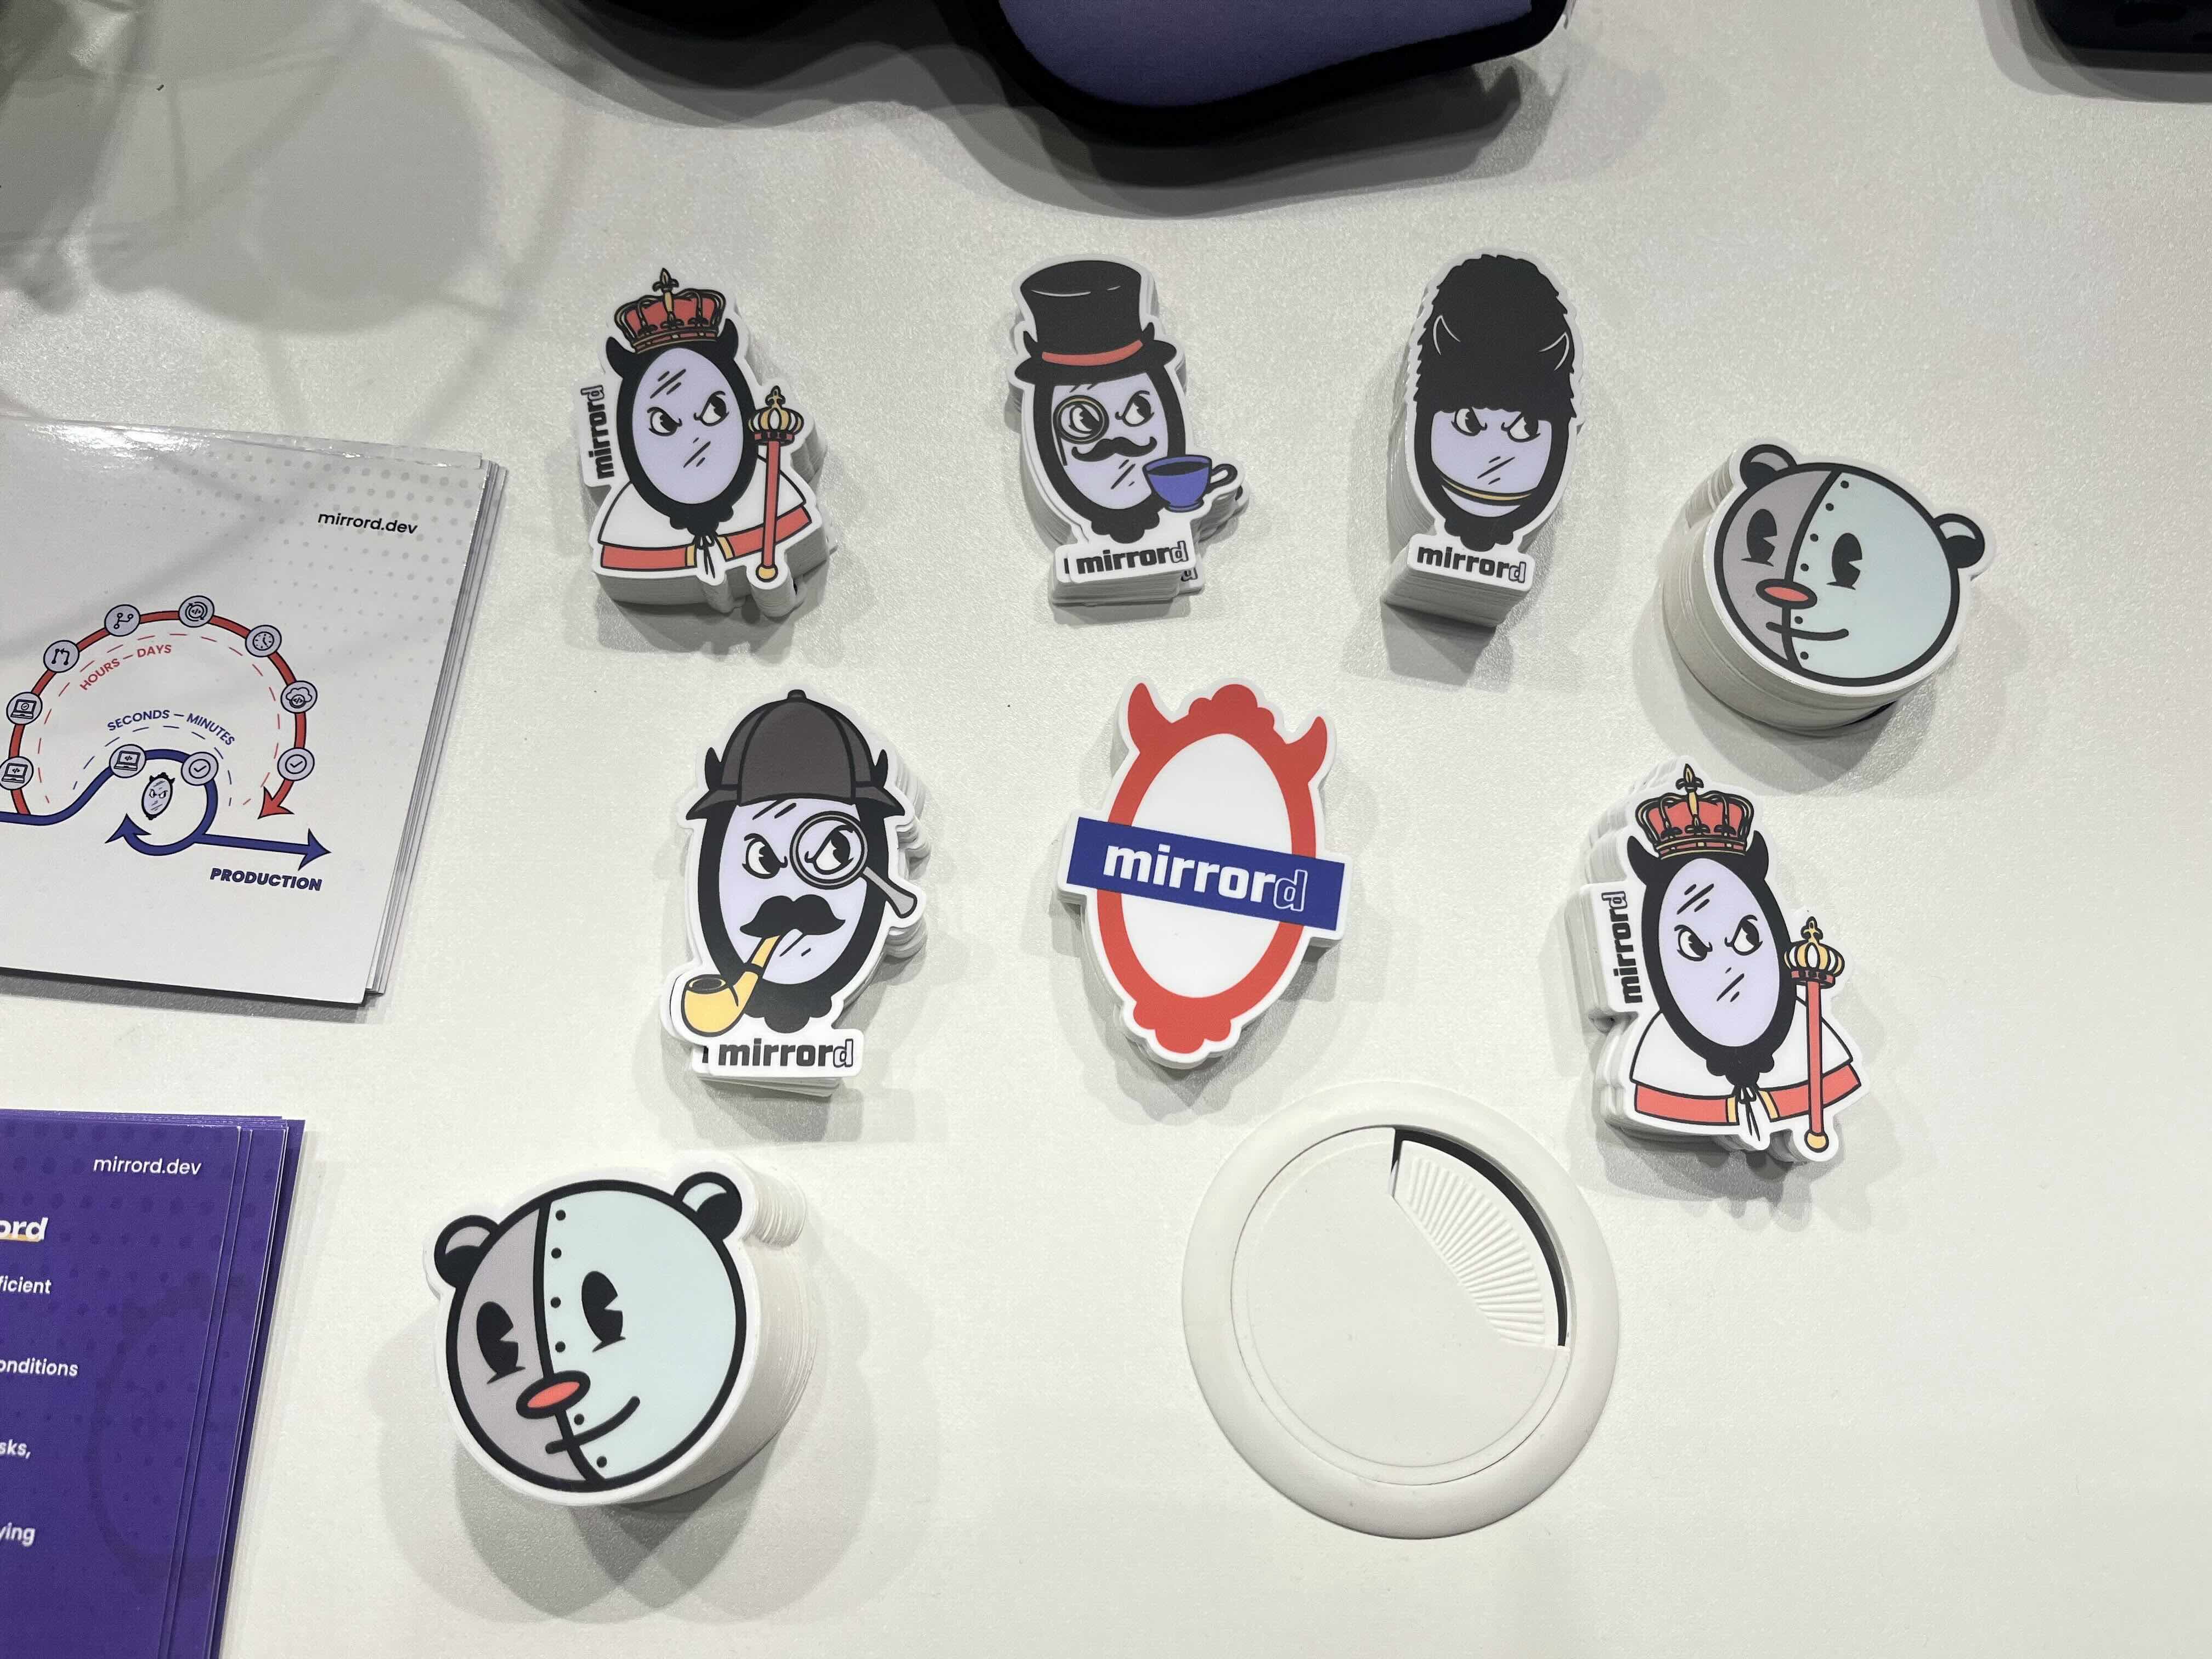 mirrord
mirrord
mirrord
mirrord.dev
HOURS — DAYS
SECONDS — MINUTES
PRODUCTION
mirrord
mirrord
mirrord
mirrord.dev
ord
ficient
onditions
sks,
ying